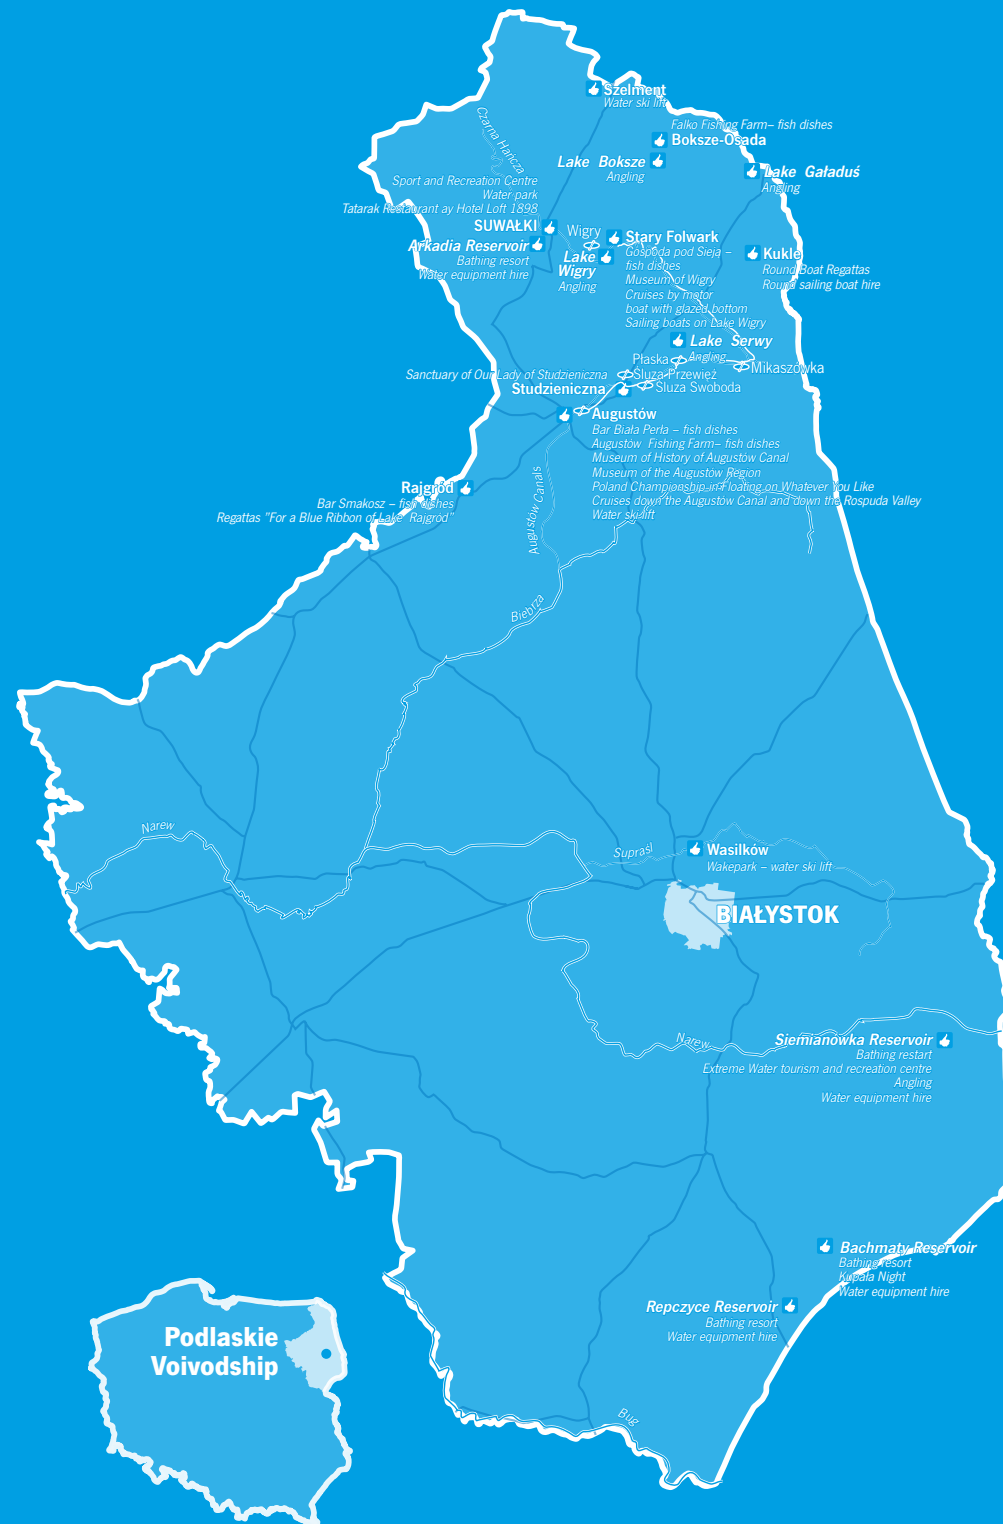 Szelment
Water ski lift
Czarna Hańcza
Falko Fishing Farm– fish dishes
Boksze-Osada
Lake Boksze
Angling
Lake Gaładuś
Angling
Sport and Recreation Centre
Water park
Tatarak Restaurant ay Hotel Loft 1898
SUWAŁKI
Arkadia Reservoir
Bathing resort
Water equipment hire
Wigry
Lake
Wigry
Angling
Stary Folwark
Gospoda pod Sieją –
fish dishes
Museum of Wigry
Cruises by motor
boat with glazed bottom
Sailing boats on Lake Wigry
Kukle
Round Boat Regattas
Round sailing boat hire
Lake Serwy
Angling
Płaska
Mikaszówka
Śluza Przewięź
Śluza Swoboda
Sanctuary of Our Lady of Studzieniczna
Studzieniczna
Augustów
Bar Biała Perła – fish dishes
Augustów Fishing Farm– fish dishes
Museum of History of Augustów Canal
Museum of the Augustów Region
Poland Championship in Floating on Whatever You Like
Cruises down the Augustów Canal and down the Rospuda Valley
Water ski lift
Rajgród
Bar Smakosz – fish dishes
Regattas "For a Blue Ribbon of Lake Rajgród"
Augustów Canals
Biebrza
Narew
Supraśl
Wasilków
Wakepark – water ski lift
BIAŁYSTOK
Narew
Siemianówka Reservoir
Bathing restart
Extreme Water tourism and recreation centre
Angling
Water equipment hire
Bachmaty Reservoir
Bathing resort
Kupała Night
Water equipment hire
Repczyce Reservoir
Bathing resort
Water equipment hire
Podlaskie
Voivodship
Bug